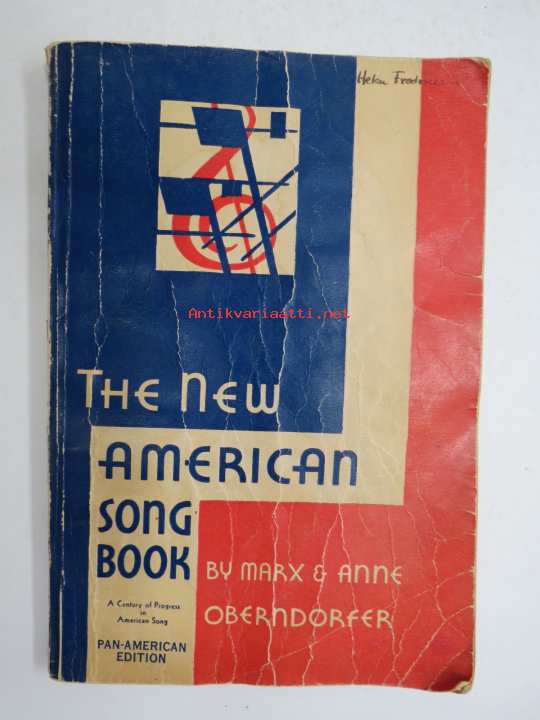 Antikvariaatti.net
THE NEW
AMERICAN
SONG
BOOK
BY MARX & ANNE
OBERNDORFER
A Century of Progress
in
American Song
PAN-AMERICAN
EDITION